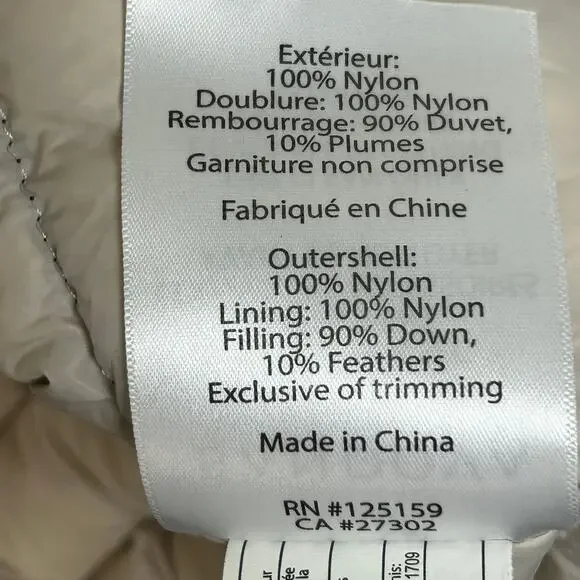 Extérieur:
100% Nylon
Doublure: 100% Nylon
Rembourrage: 90% Duvet,
10% Plumes
Garniture non comprise
Fabriqué en Chine
Outershell:
100% Nylon
Lining: 100% Nylon
Filling: 90% Down,
10% Feathers
Exclusive of trimming
Made in China
RN #125159
CA #27302
la
1709